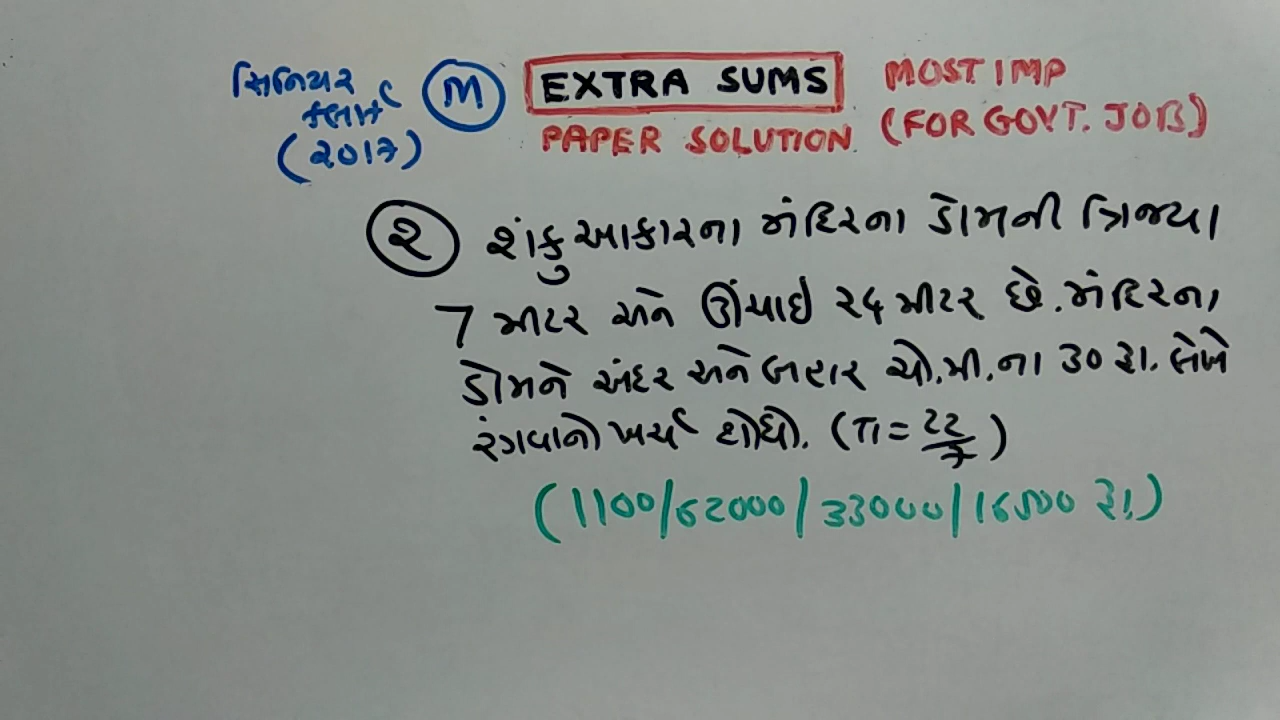 સિનિયર
ક્લાર્ક
(૨૦૧૭)
M
EXTRA SUMS
PAPER SOLUTION
MOST IMP
(FOR GOVT. JOB)
૨ શંકુ આકારના મંદિરના ડોમની ત્રિજ્યા
7 મીટર અને ઊંચાઇ ૨૪ મીટર છે. મંદિરના
ડોમને અંદર અને બહાર ચો.મી.ના ૩૦ રૂા. લેખે
રંગવાનો ખર્ચ શોધો. (π = 22/7)
(1100/62000/33000/16500 રૂા.)